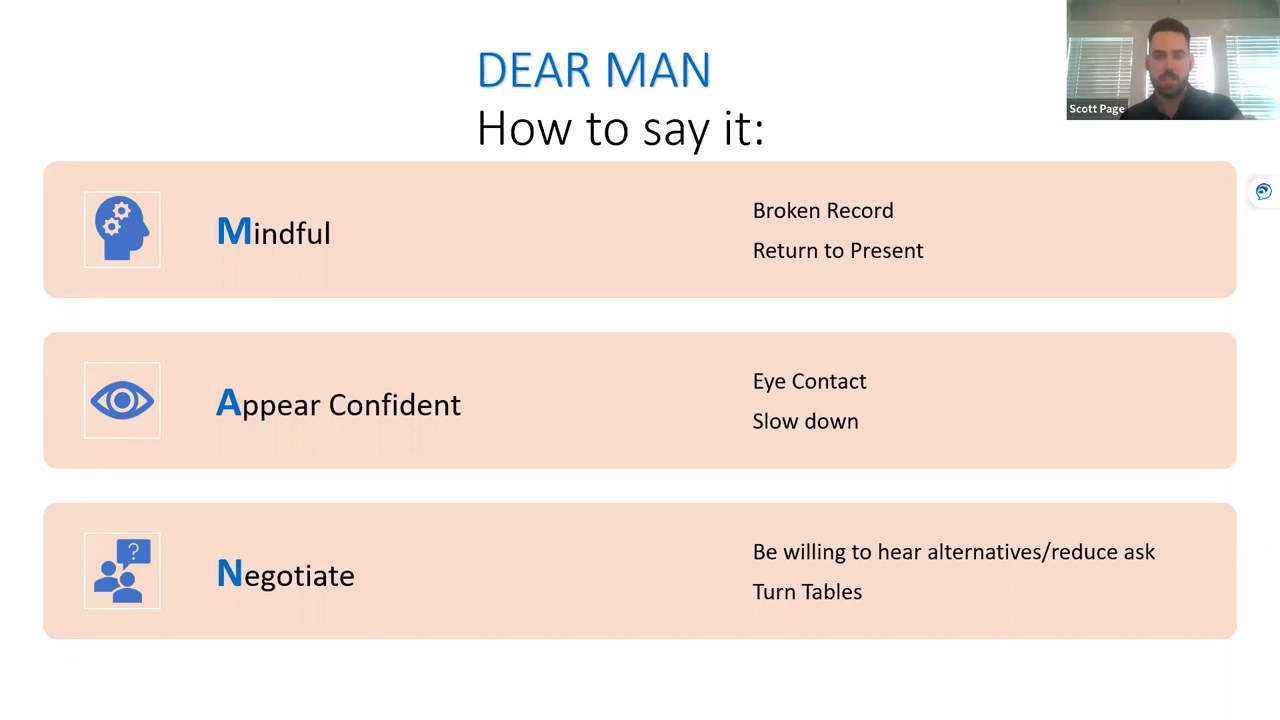 DEAR MAN
How to say it:
Scott Page
Mindful
Broken Record
Return to Present
Appear Confident
Eye Contact
Slow down
?
Negotiate
Be willing to hear alternatives/reduce ask
Turn Tables